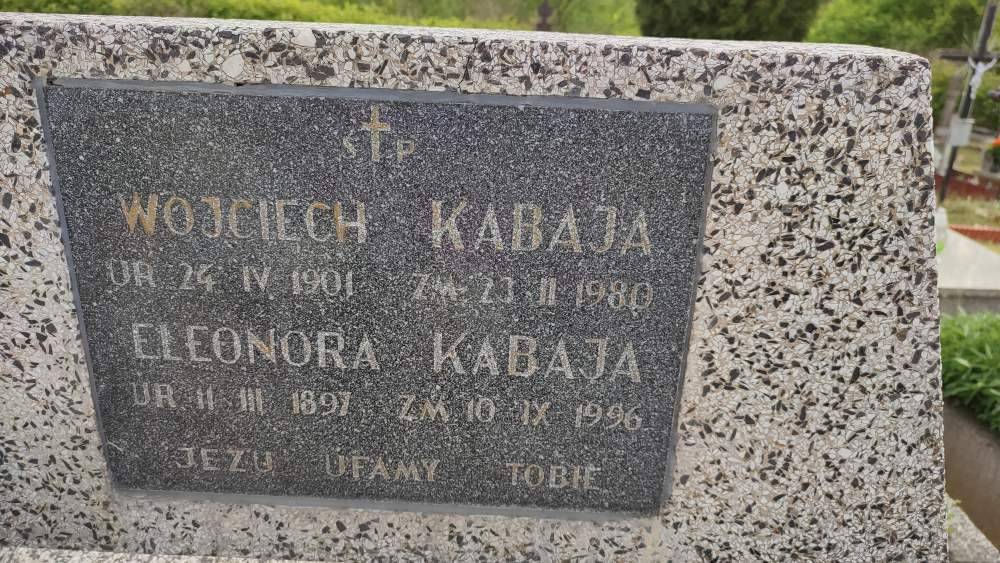 S P
WOJCIECH KABAJA
UR 24 IV 1901 ZM 23 II 1980
ELEONORA KABAJA
UR 11 III 1897 ZM 10 IX 1996
JEZU UFAMY TOBIE